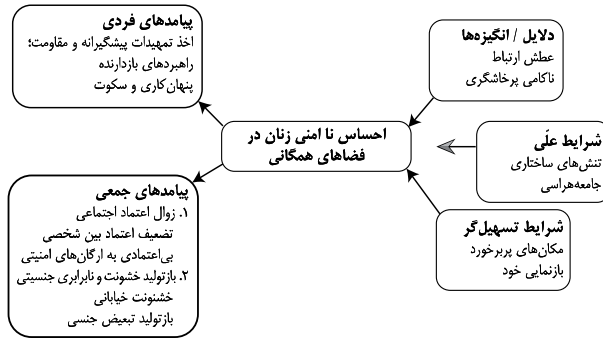 دلایل / انگیزه‌ها
عطش ارتباط
ناکامی پرخاشگری
شرایط علّی
تنش‌های ساختاری
جامعه‌هراسی
شرایط تسهیل‌گر
مکان‌های پربرخورد
بازنمایی خود
احساس نا امنی زنان در
فضاهای همگانی
پیامدهای فردی
اخذ تمهیدات پیشگیرانه و مقاومت؛
راهبردهای بازدارنده
پنهان‌کاری و سکوت
پیامدهای جمعی
۱. زوال اعتماد اجتماعی
تضعیف اعتماد بین شخصی
بی‌اعتمادی به ارگان‌های امنیتی
۲. بازتولید خشونت و نابرابری جنسیتی
خشنونت خیابانی
بازتولید تبعیض جنسی